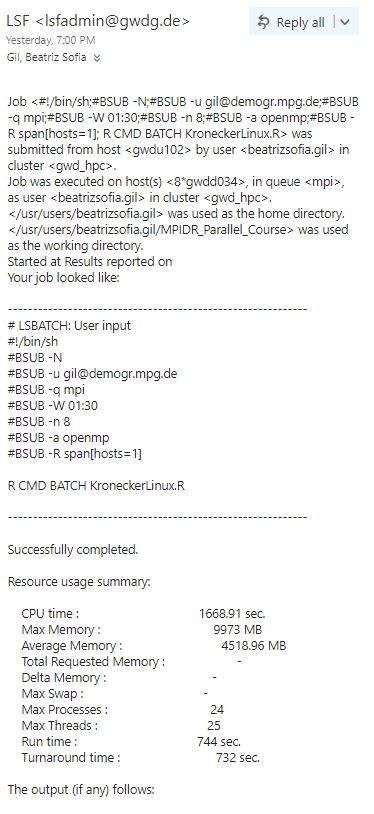 LSF <lsfadmin@gwdg.de>
Reply all
Yesterday, 7:00 PM
Gil, Beatriz Sofia
Job <#!/bin/sh;#BSUB -N;#BSUB -u gil@demogr.mpg.de;#BSUB
-q mpi;#BSUB -W 01:30;#BSUB -n 8;#BSUB -a openmp;#BSUB -
R span[hosts=1]; R CMD BATCH KroneckerLinux.R> was
submitted from host <gwdu102> by user <beatrizsofia.gil> in
cluster <gwd_hpc>.
Job was executed on host(s) <8*gwdd034>, in queue <mpi>,
as user <beatrizsofia.gil> in cluster <gwd_hpc>.
</usr/users/beatrizsofia.gil> was used as the home directory.
</usr/users/beatrizsofia.gil/MPIDR_Parallel_Course> was used
as the working directory.
Started at Results reported on
Your job looked like:
------------------------------------------------------------
# LSBATCH: User input
#!/bin/sh
#BSUB -N
#BSUB -u gil@demogr.mpg.de
#BSUB -q mpi
#BSUB -W 01:30
#BSUB -n 8
#BSUB -a openmp
#BSUB -R span[hosts=1]
R CMD BATCH KroneckerLinux.R
------------------------------------------------------------
Successfully completed.
Resource usage summary:
CPU time : 1668.91 sec.
Max Memory : 9973 MB
Average Memory : 4518.96 MB
Total Requested Memory : -
Delta Memory : -
Max Swap : -
Max Processes : 24
Max Threads : 25
Run time : 744 sec.
Turnaround time : 732 sec.
The output (if any) follows: